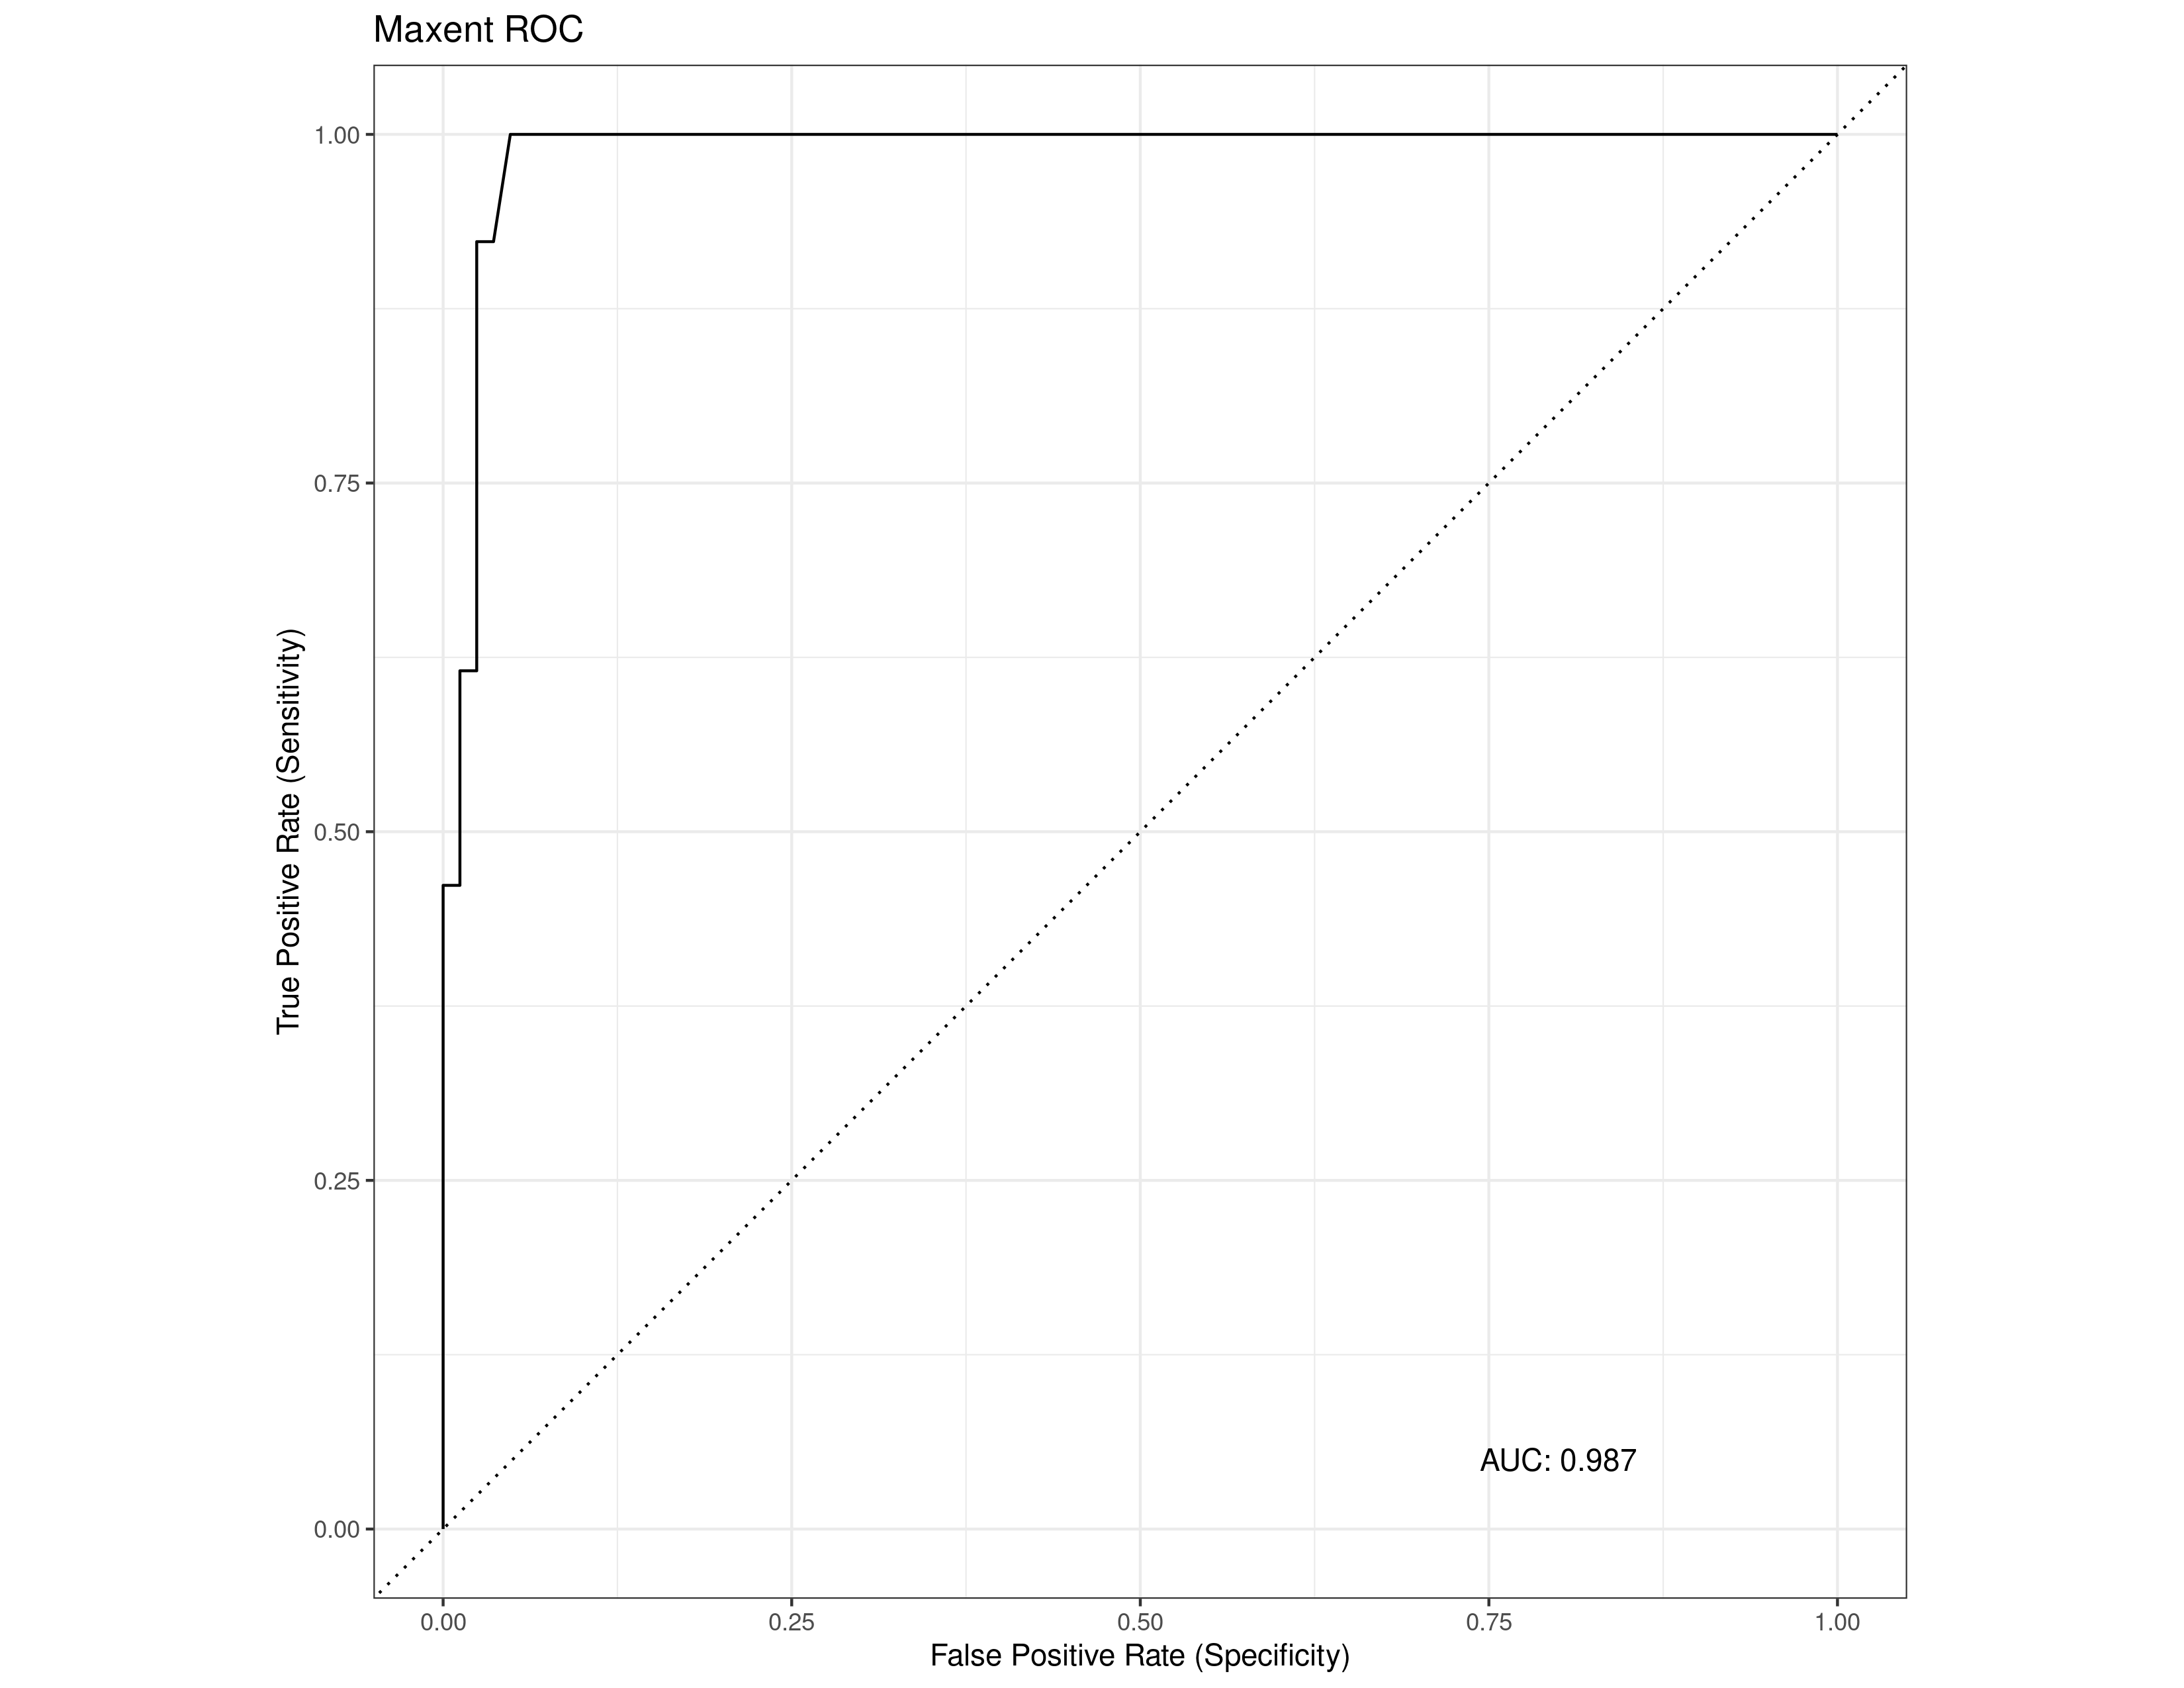 Maxent ROC
True Positive Rate (Sensitivity)
1.00
0.75
0.50
0.25
0.00
AUC: 0.987
0.00 0.25 0.50 0.75 1.00
False Positive Rate (Specificity)